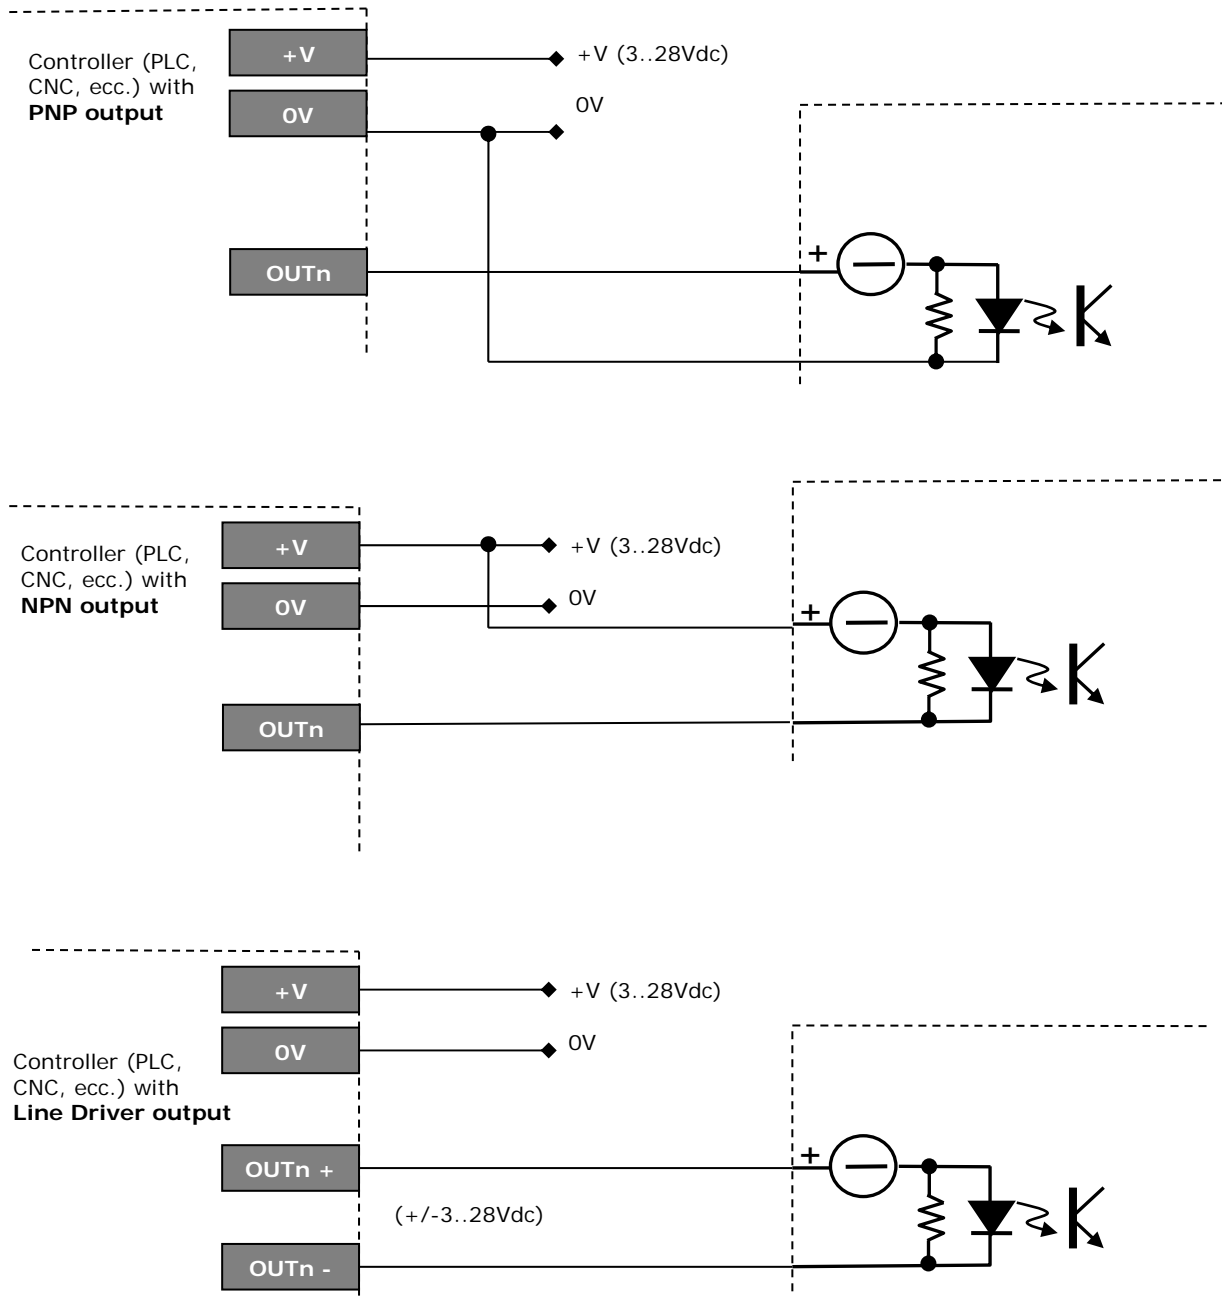 +V
+V (3..28Vdc)
Controller (PLC,
CNC, ecc.) with
PNP output
0V
0V
+
OUTn
+V
+V (3..28Vdc)
Controller (PLC,
CNC, ecc.) with
NPN output
0V
0V
+
OUTn
+V
+V (3..28Vdc)
0V
0V
Controller (PLC,
CNC, ecc.) with
Line Driver output
OUTn +
+
(+/-3..28Vdc)
OUTn -